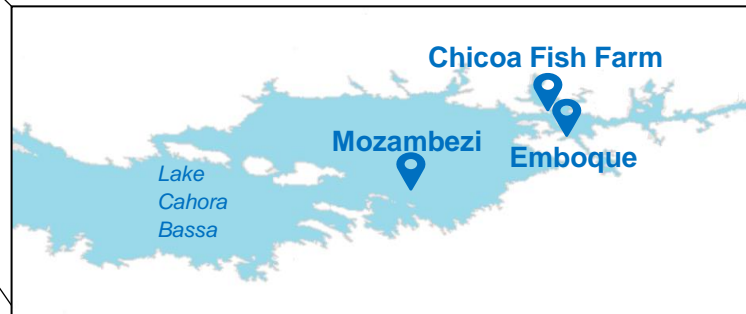 Chicoa Fish Farm
Mozambezi
Emboque
Lake
Cahora
Bassa